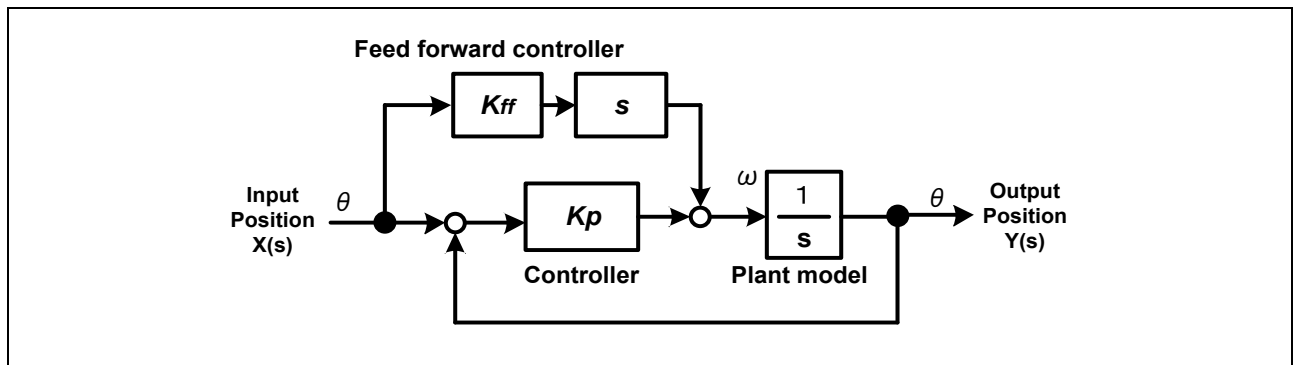 Feed forward controller
Kff
s
Input
Position
X(s)
θ
Kp
Controller
ω
1
s
Plant model
θ
Output
Position
Y(s)